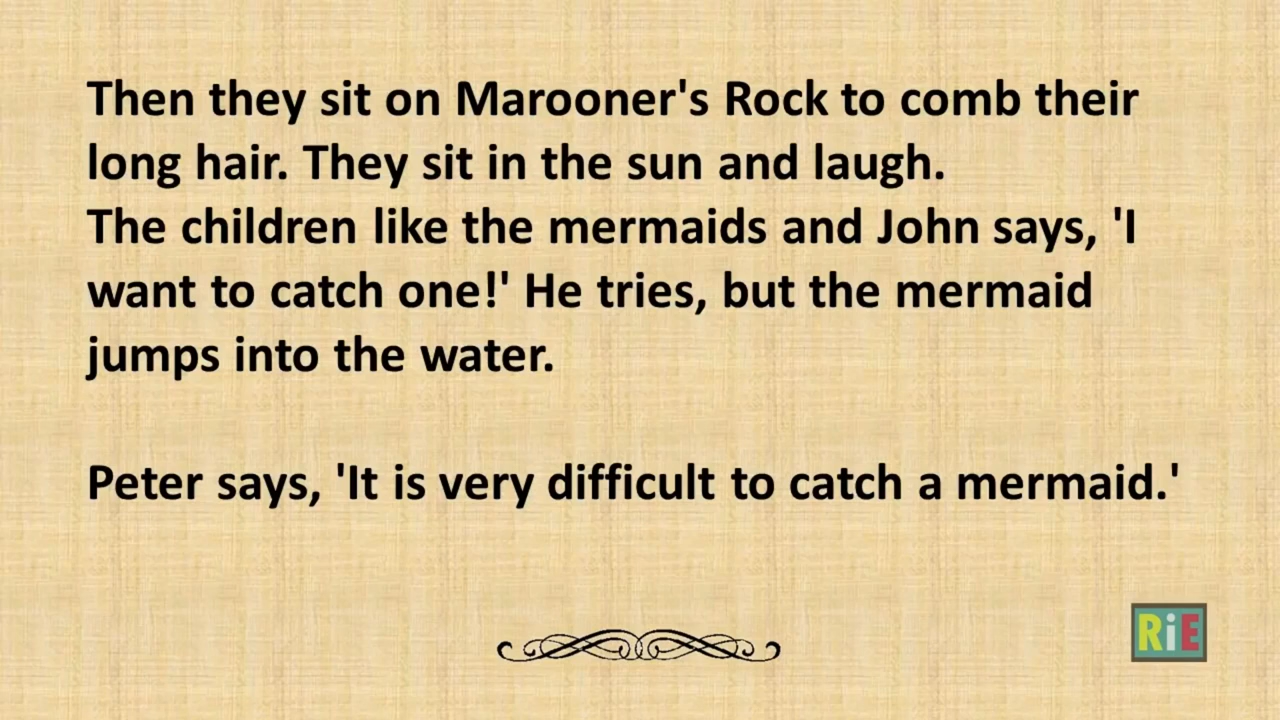 Then they sit on Marooner's Rock to comb their
long hair. They sit in the sun and laugh.
The children like the mermaids and John says, 'I
want to catch one!' He tries, but the mermaid
jumps into the water.
Peter says, 'It is very difficult to catch a mermaid.'
RiE